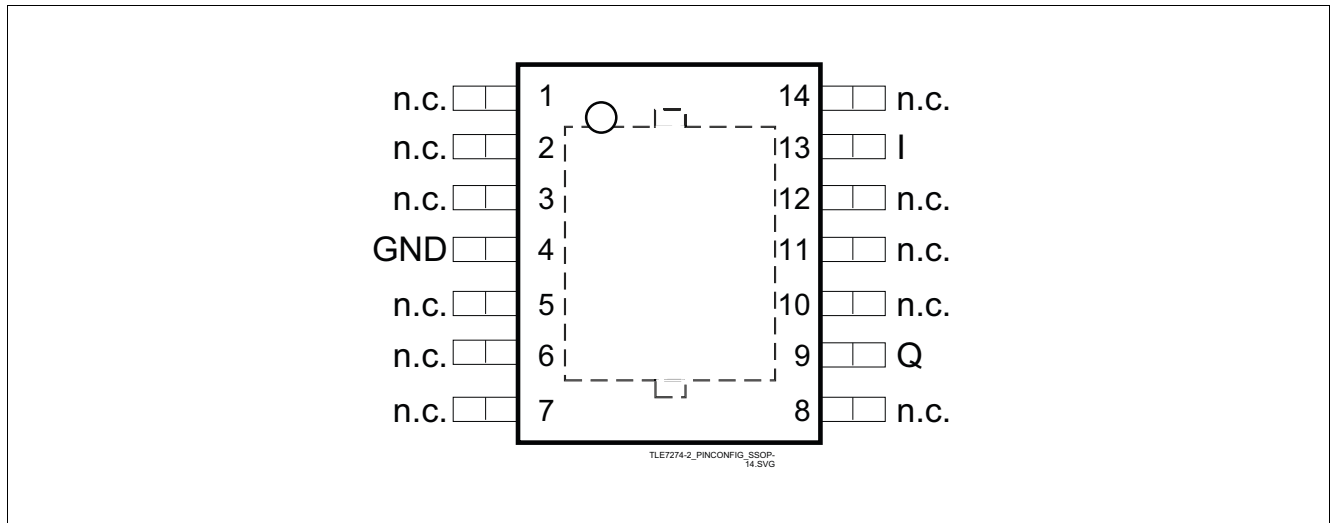 n.c. 1 14 n.c.
n.c. 2 13 I
n.c. 3 12 n.c.
GND 4 11 n.c.
n.c. 5 10 n.c.
n.c. 6 9 Q
n.c. 7 8 n.c.
TLE7274-2_PINCONFIG_SSOP-
14.SVG